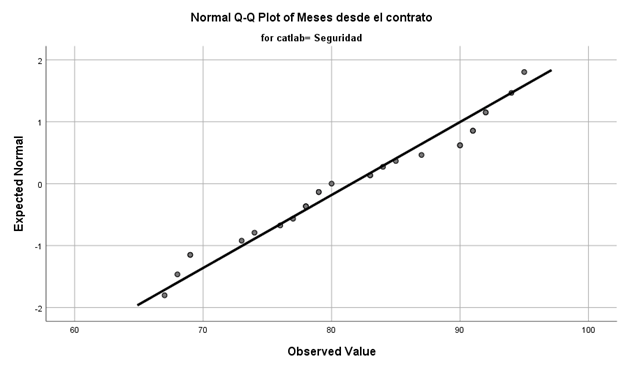 Normal Q-Q Plot of Meses desde el contrato
for catlab= Seguridad
2
1
0
-1
-2
Expected Normal
60 70 80 90 100
Observed Value